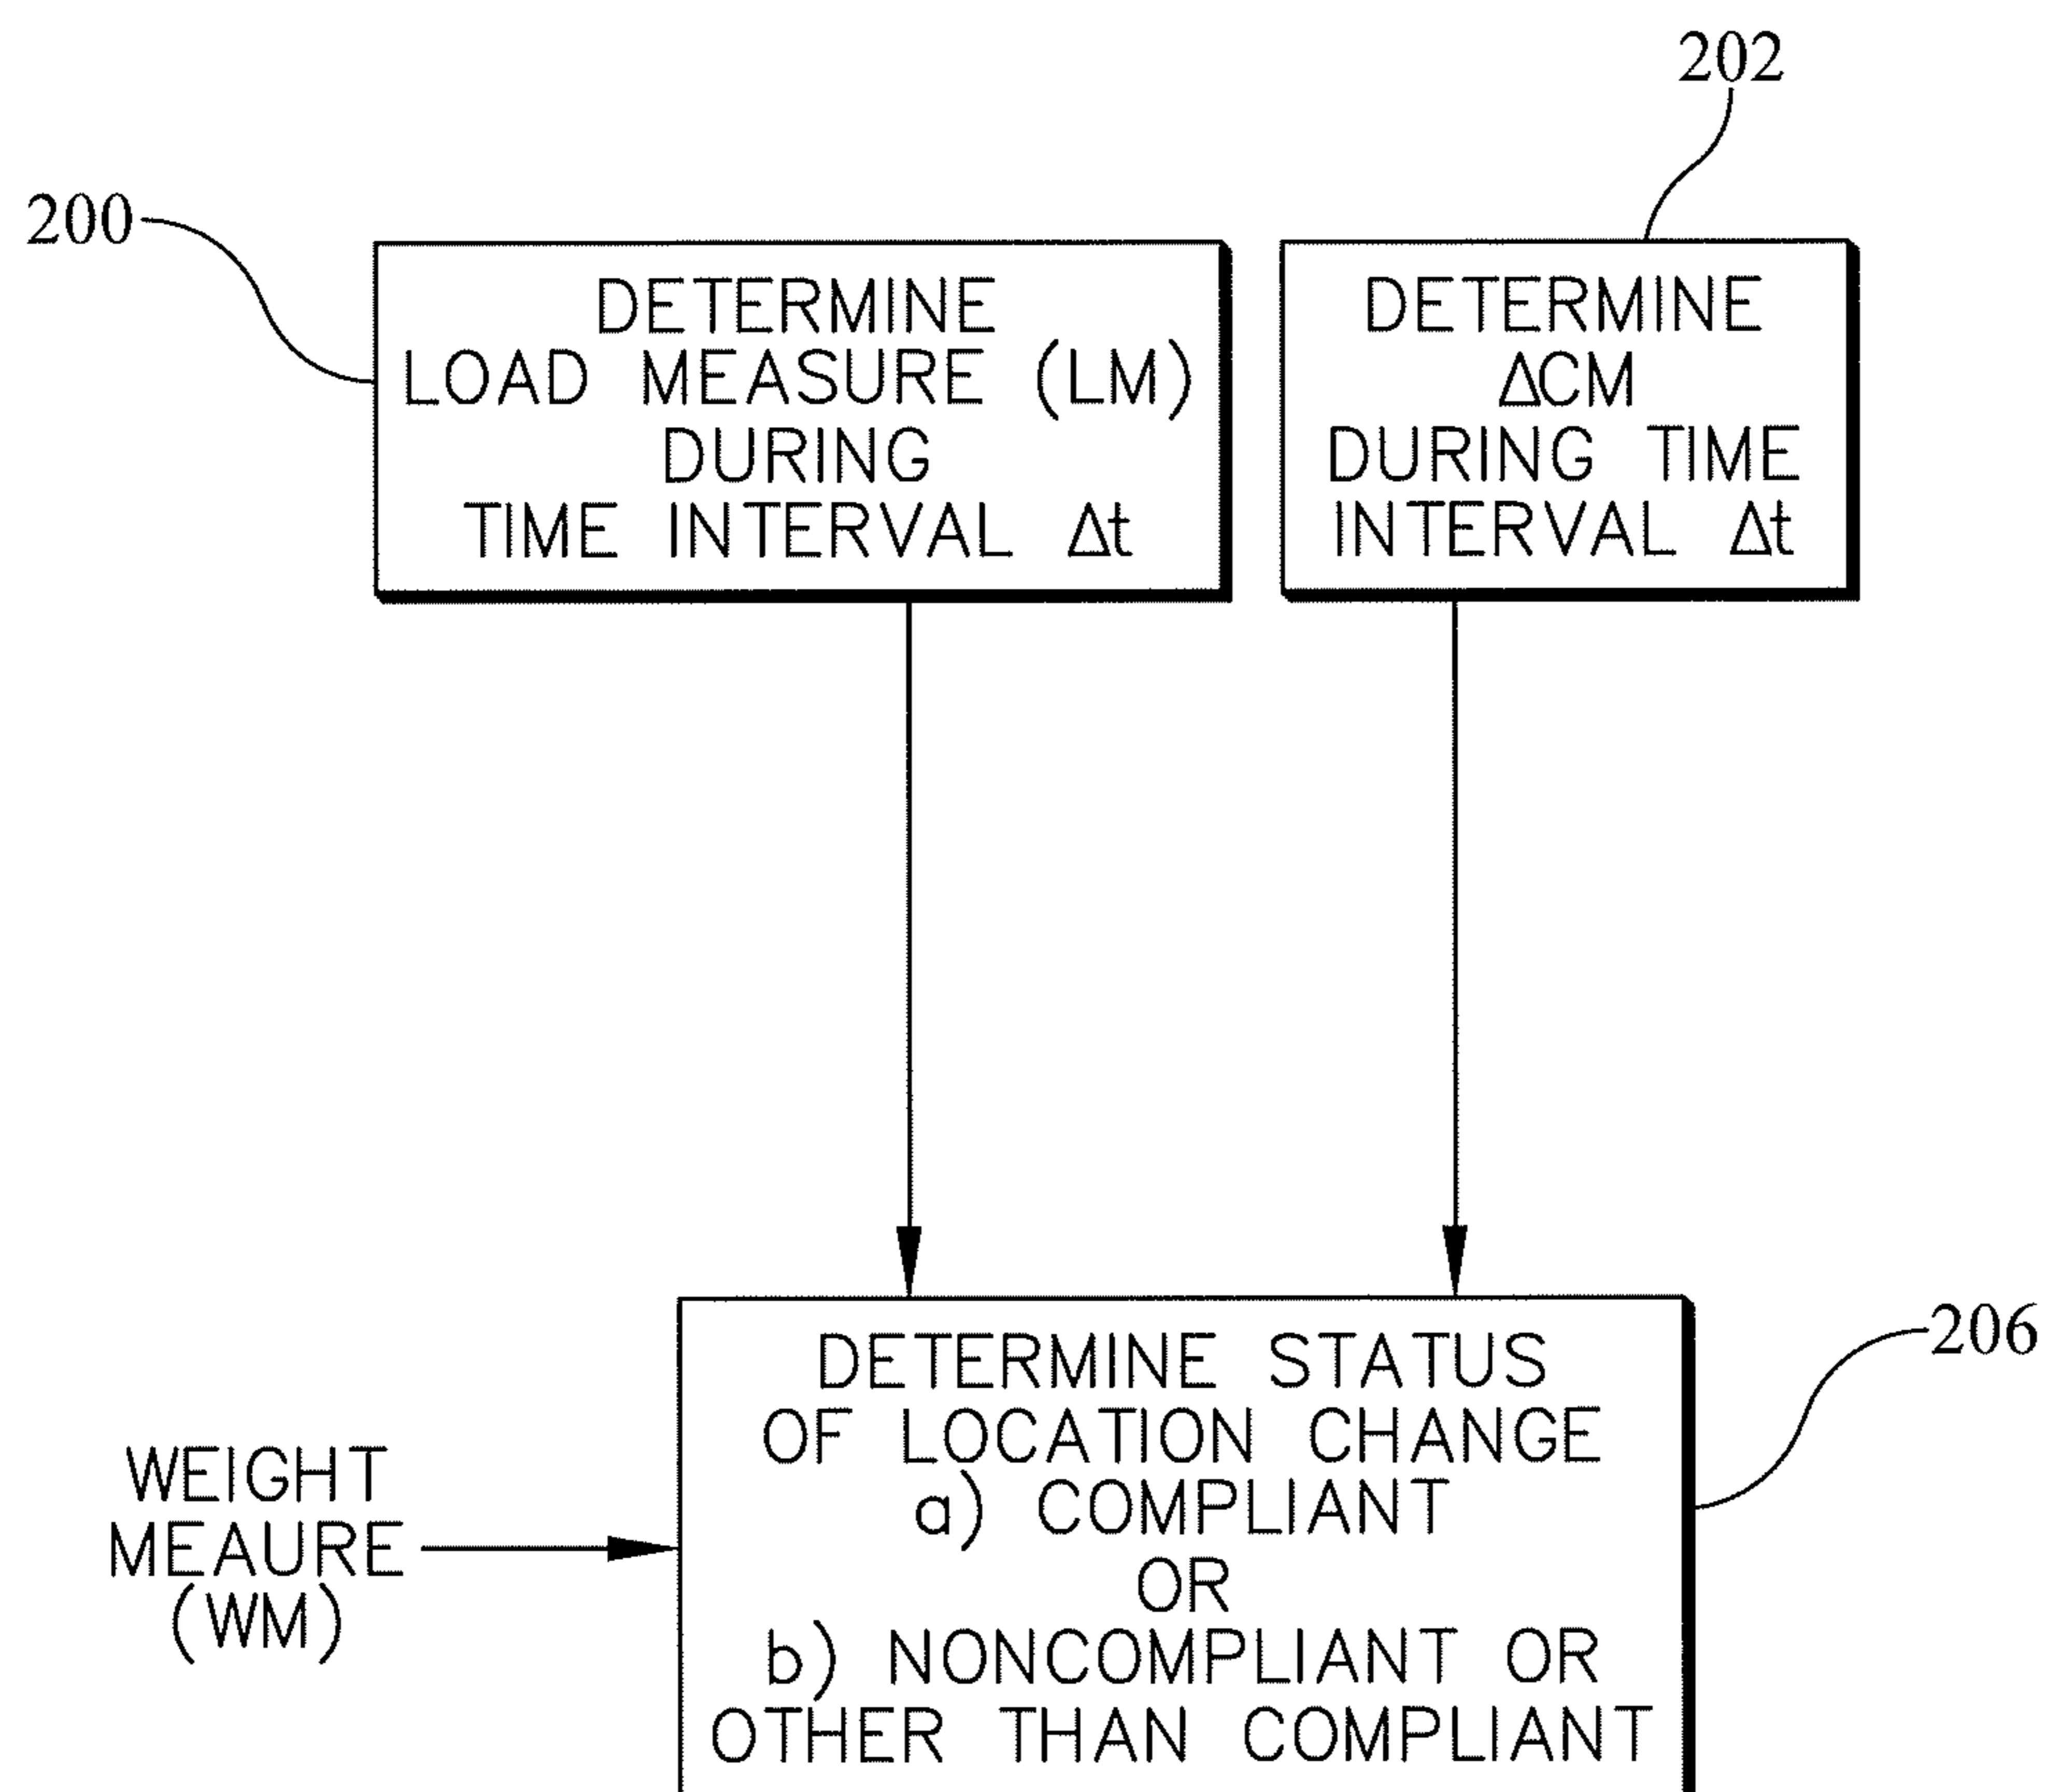 202
200
DETERMINE
LOAD MEASURE (LM)
DURING
TIME INTERVAL Δt
DETERMINE
ΔCM
DURING TIME
INTERVAL Δt
206
DETERMINE STATUS
OF LOCATION CHANGE
a) COMPLIANT
OR
b) NONCOMPLIANT OR
OTHER THAN COMPLIANT
WEIGHT
MEAURE
(WM)